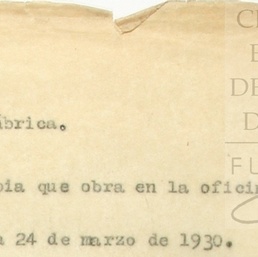 ábrica.
pia que obra en la oficin
a 24 de marzo de 1930.